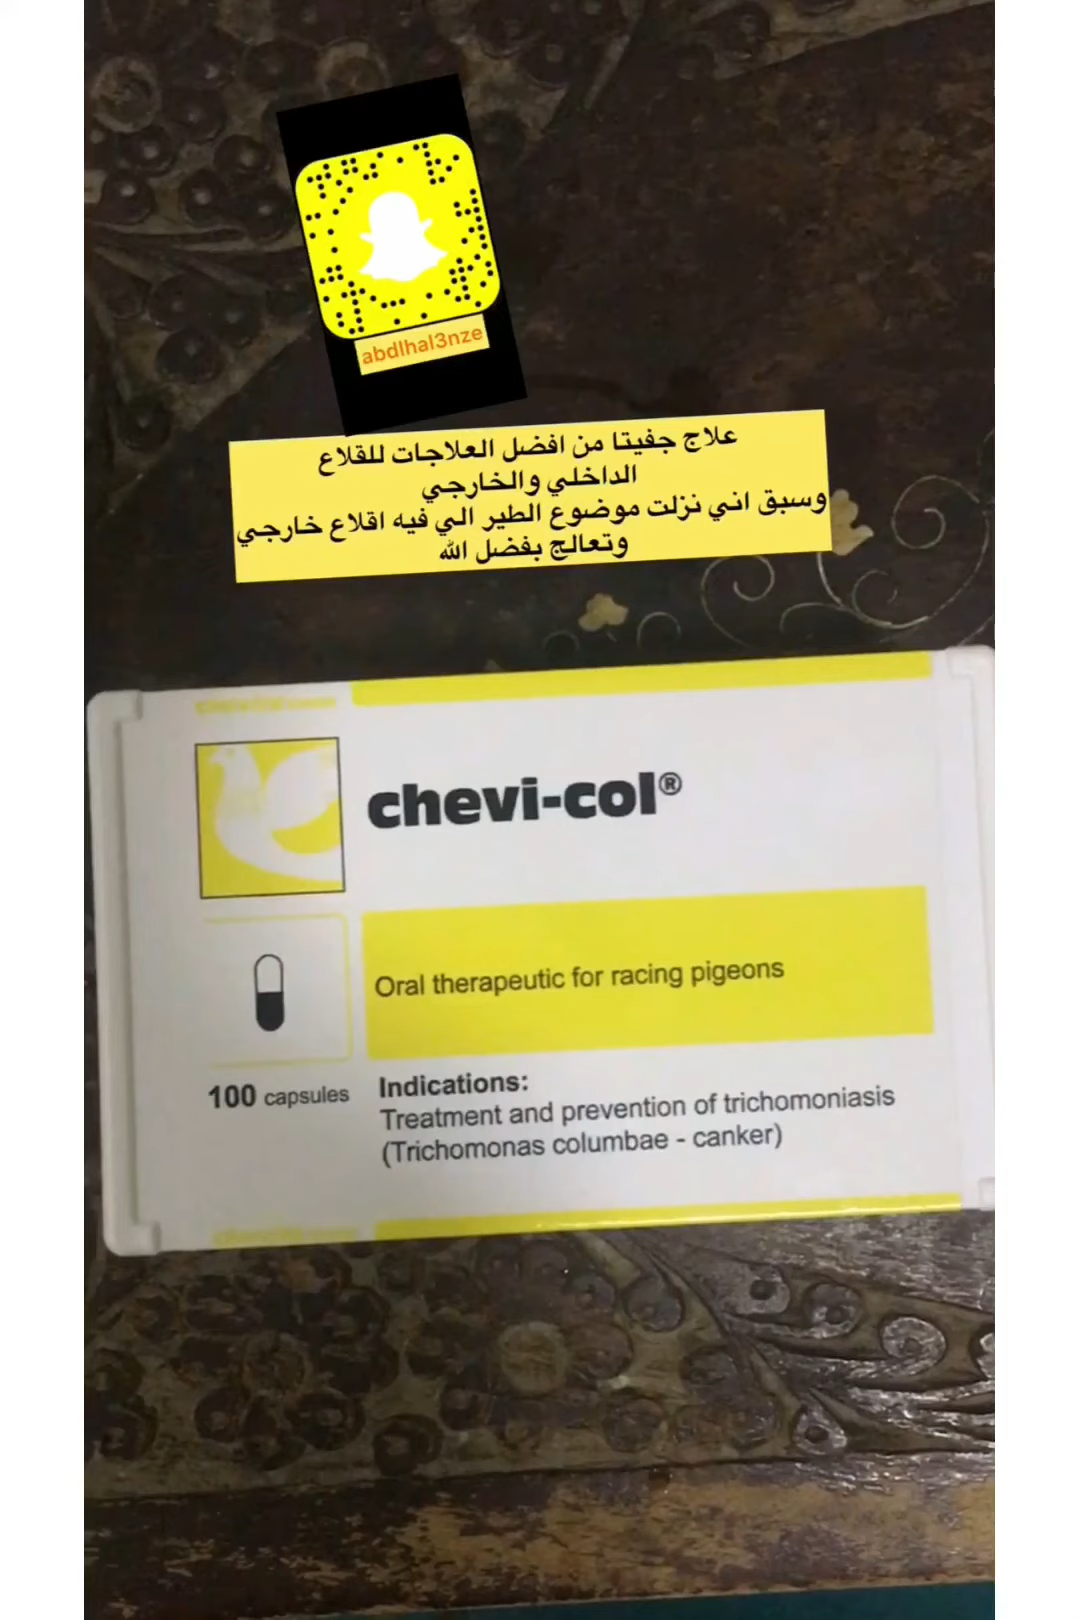 abdlhal3nze
علاج جفيتا من افضل العلاجات للقلاع
الداخلي والخارجي
وسبق اني نزلت موضوع الطير الي فيه اقلاع خارجي
وتعالج بفضل الله
chevi-col®
Oral therapeutic for racing pigeons
100 capsules
Indications:
Treatment and prevention of trichomoniasis
(Trichomonas columbae - canker)